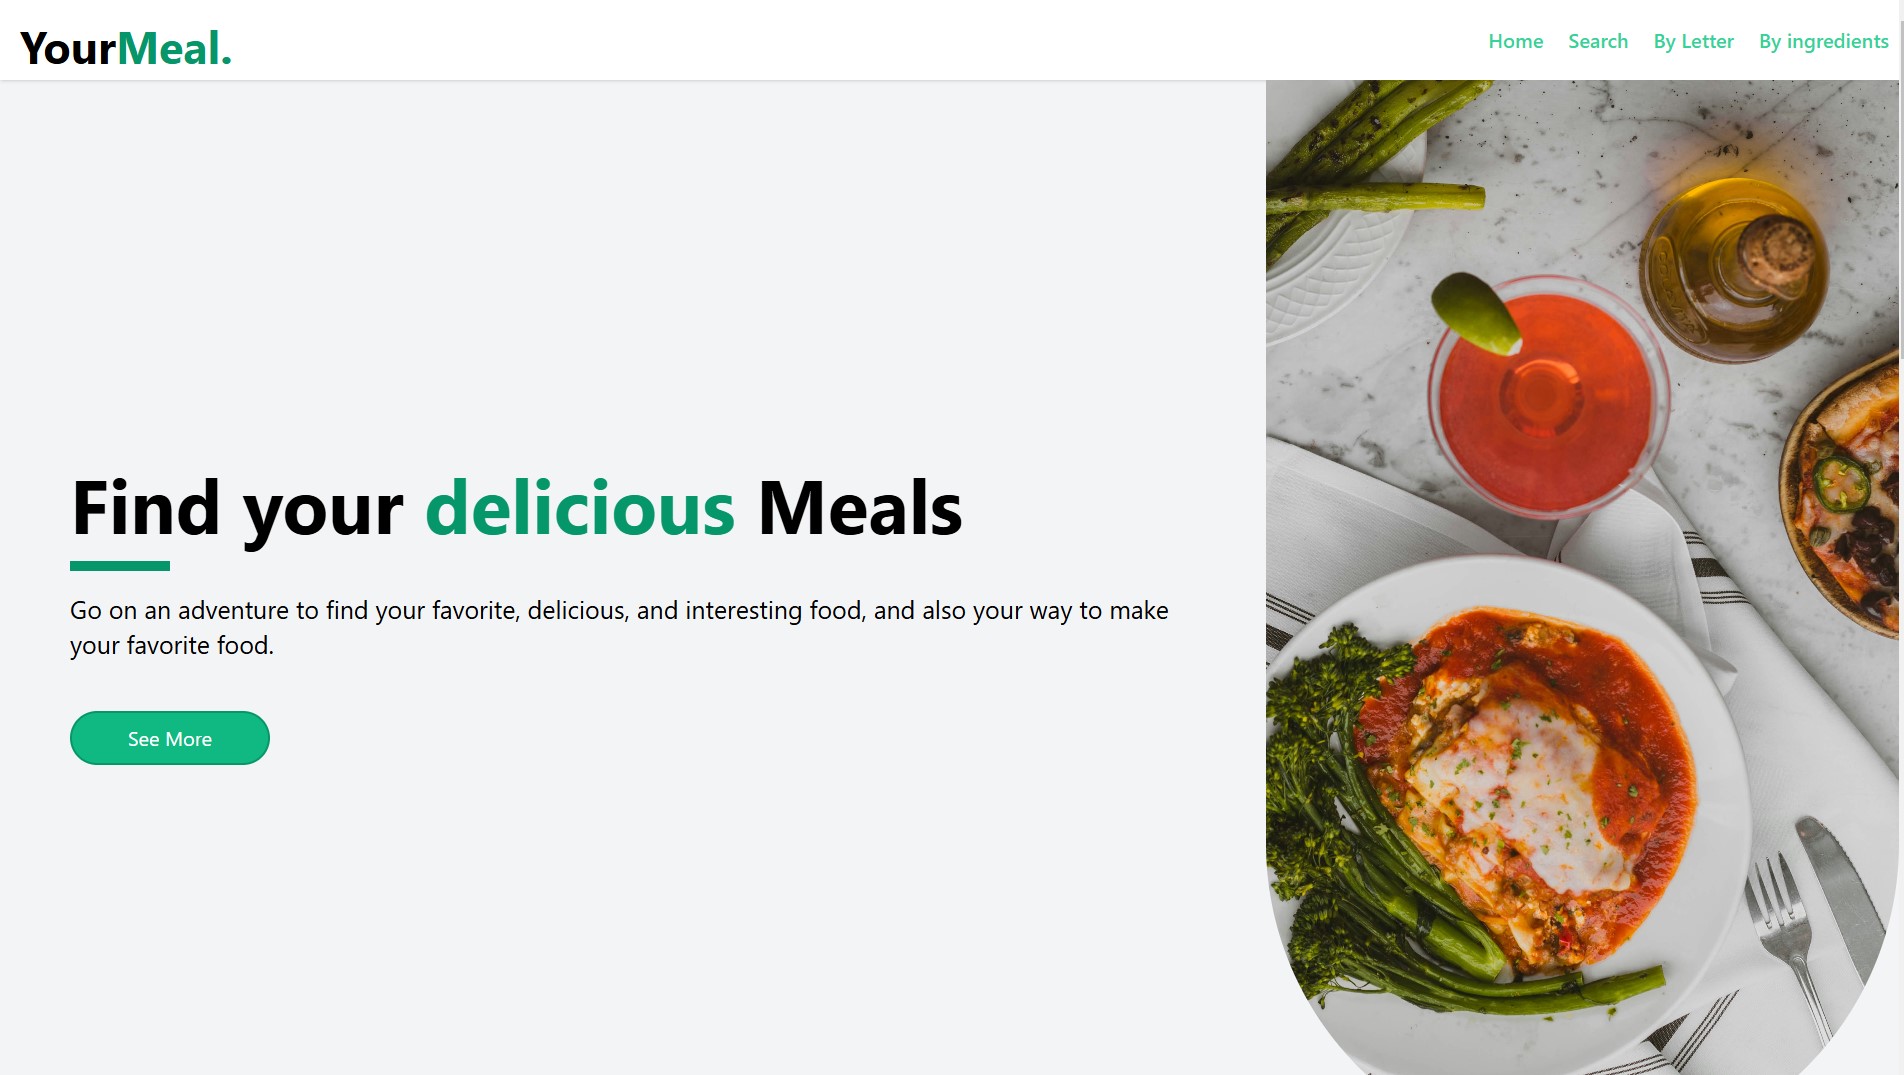 YourMeal.
Home Search By Letter By ingredients
Find your delicious Meals
Go on an adventure to find your favorite, delicious, and interesting food, and also your way to make
your favorite food.
See More